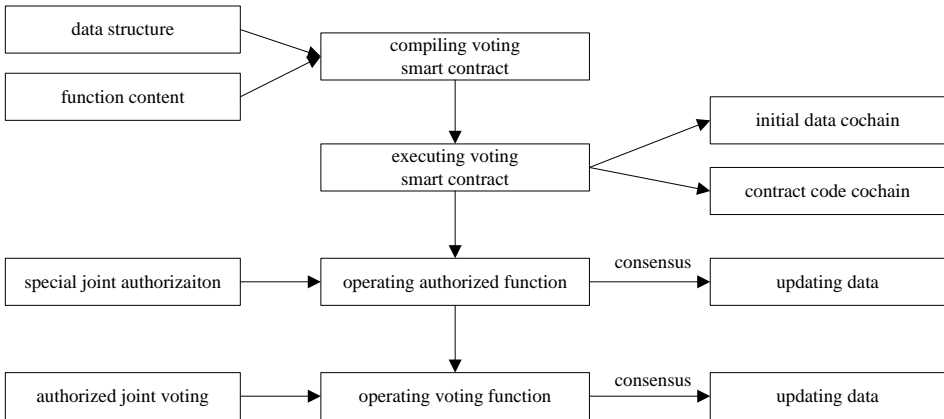 data structure
compiling voting
smart contract
function content
initial data cochain
executing voting
smart contract
contract code cochain
consensus
special joint authorizaiton
operating authorized function
updating data
consensus
authorized joint voting
operating voting function
updating data